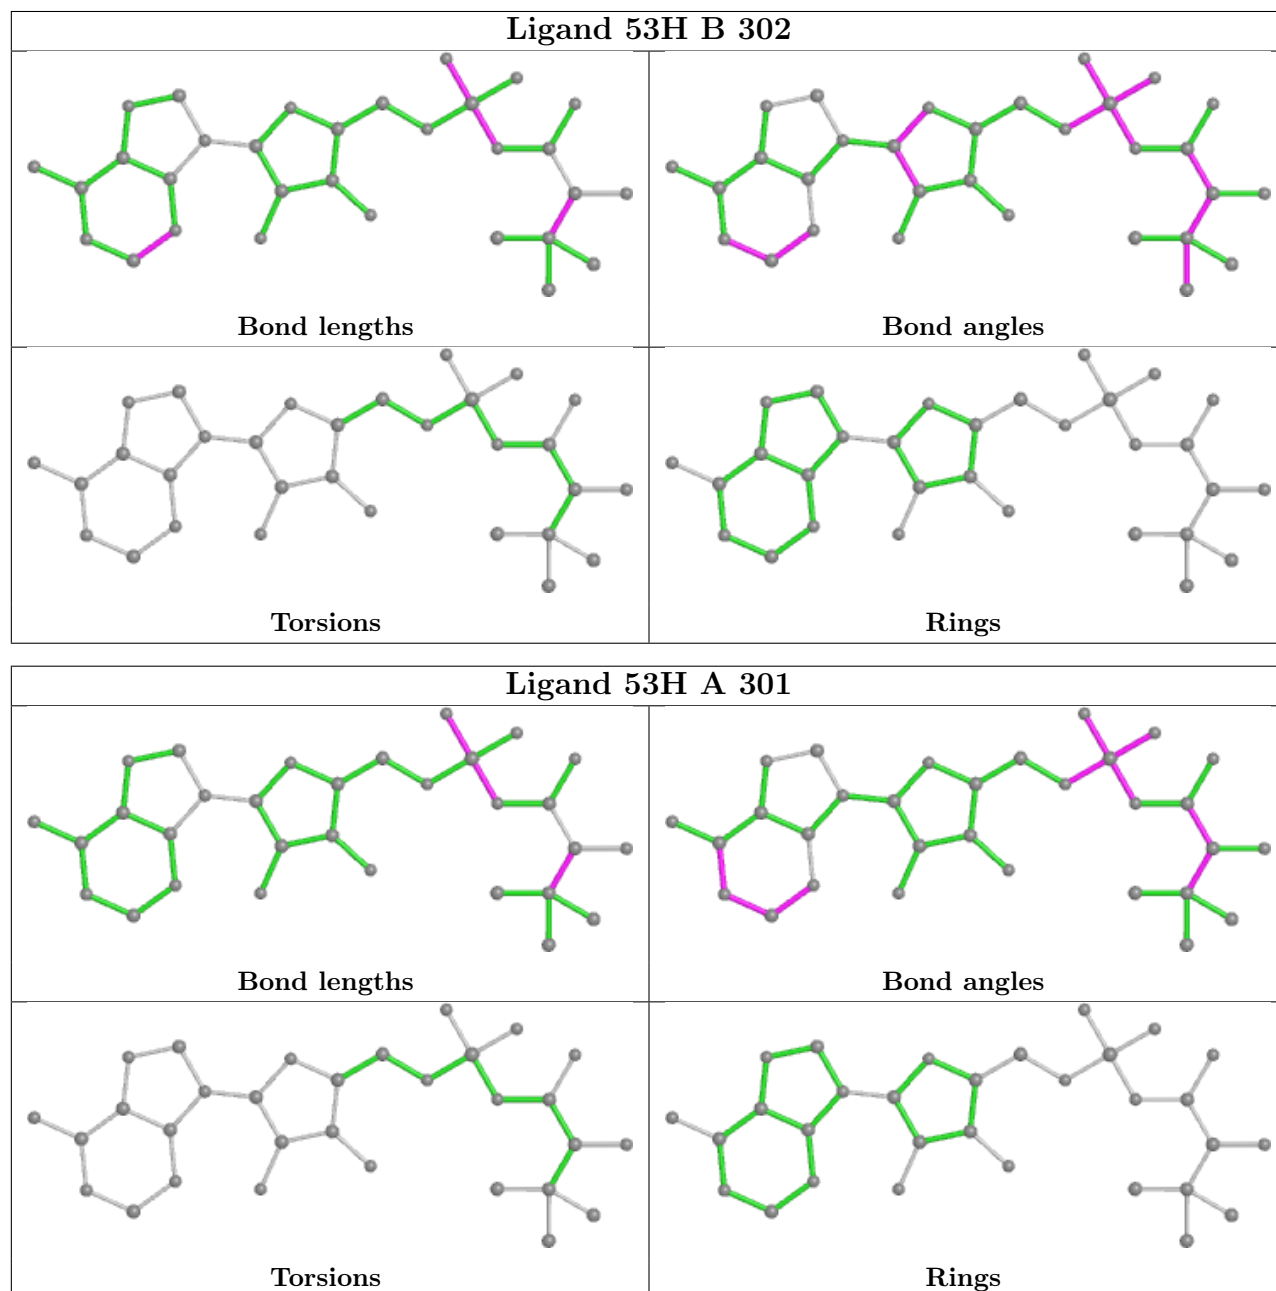 Ligand 53H B 302
Bond lengths
Bond angles
Torsions
Rings
Ligand 53H A 301
Bond lengths
Bond angles
Torsions
Rings